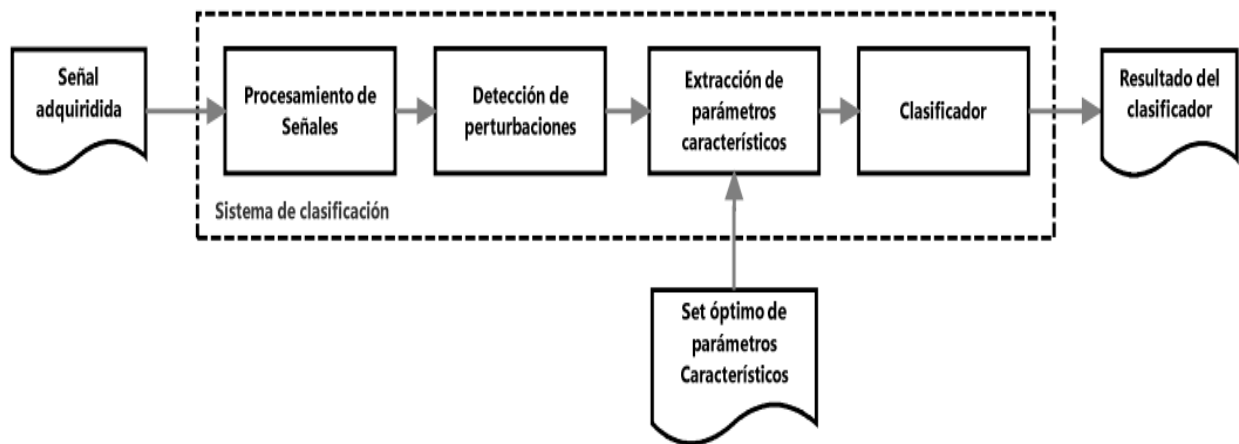 Señal
adquiridida
Procesamiento de
Señales
Detección de
perturbaciones
Extracción de
parámetros
característicos
Clasificador
Resultado del
clasificador
Sistema de clasificación
Set óptimo de
parámetros
Característicos